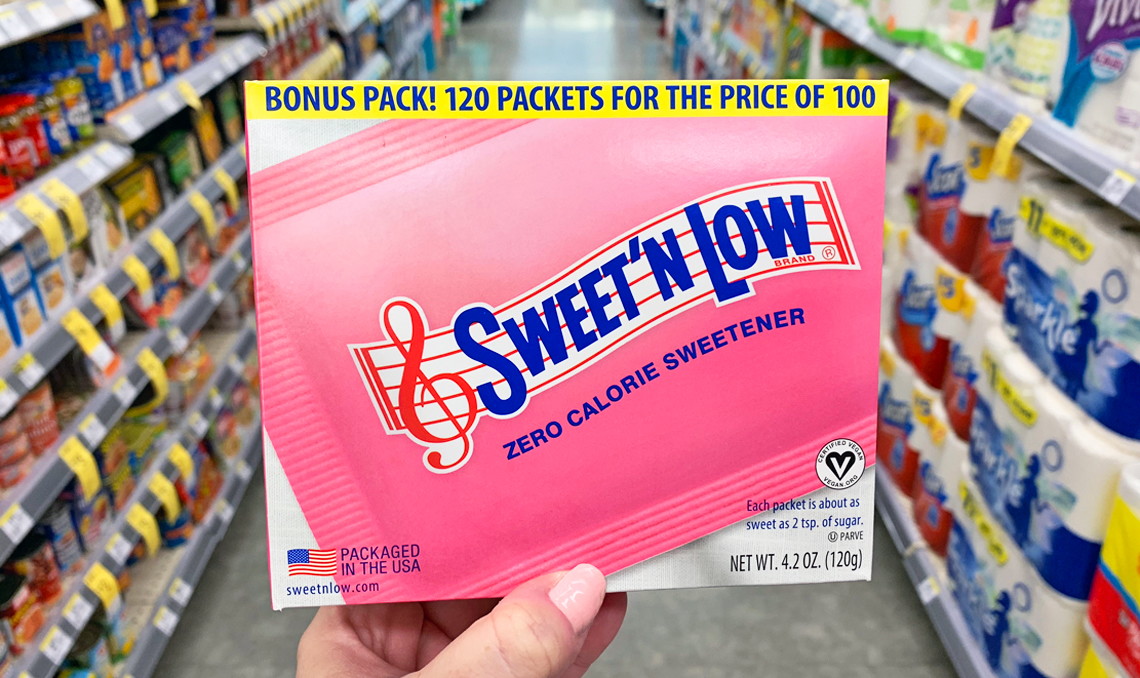 BONUS PACK! 120 PACKETS FOR THE PRICE OF 100
SWEET'N LOW
BRAND ®
ZERO CALORIE SWEETENER
CERTIFIED VEGAN
VEGAN.ORG
Each packet is about as
sweet as 2 tsp. of sugar.
Ⓤ PARVE
NET WT. 4.2 OZ. (120g)
PACKAGED
IN THE USA
sweetnlow.com
Sparkle
Sparkle